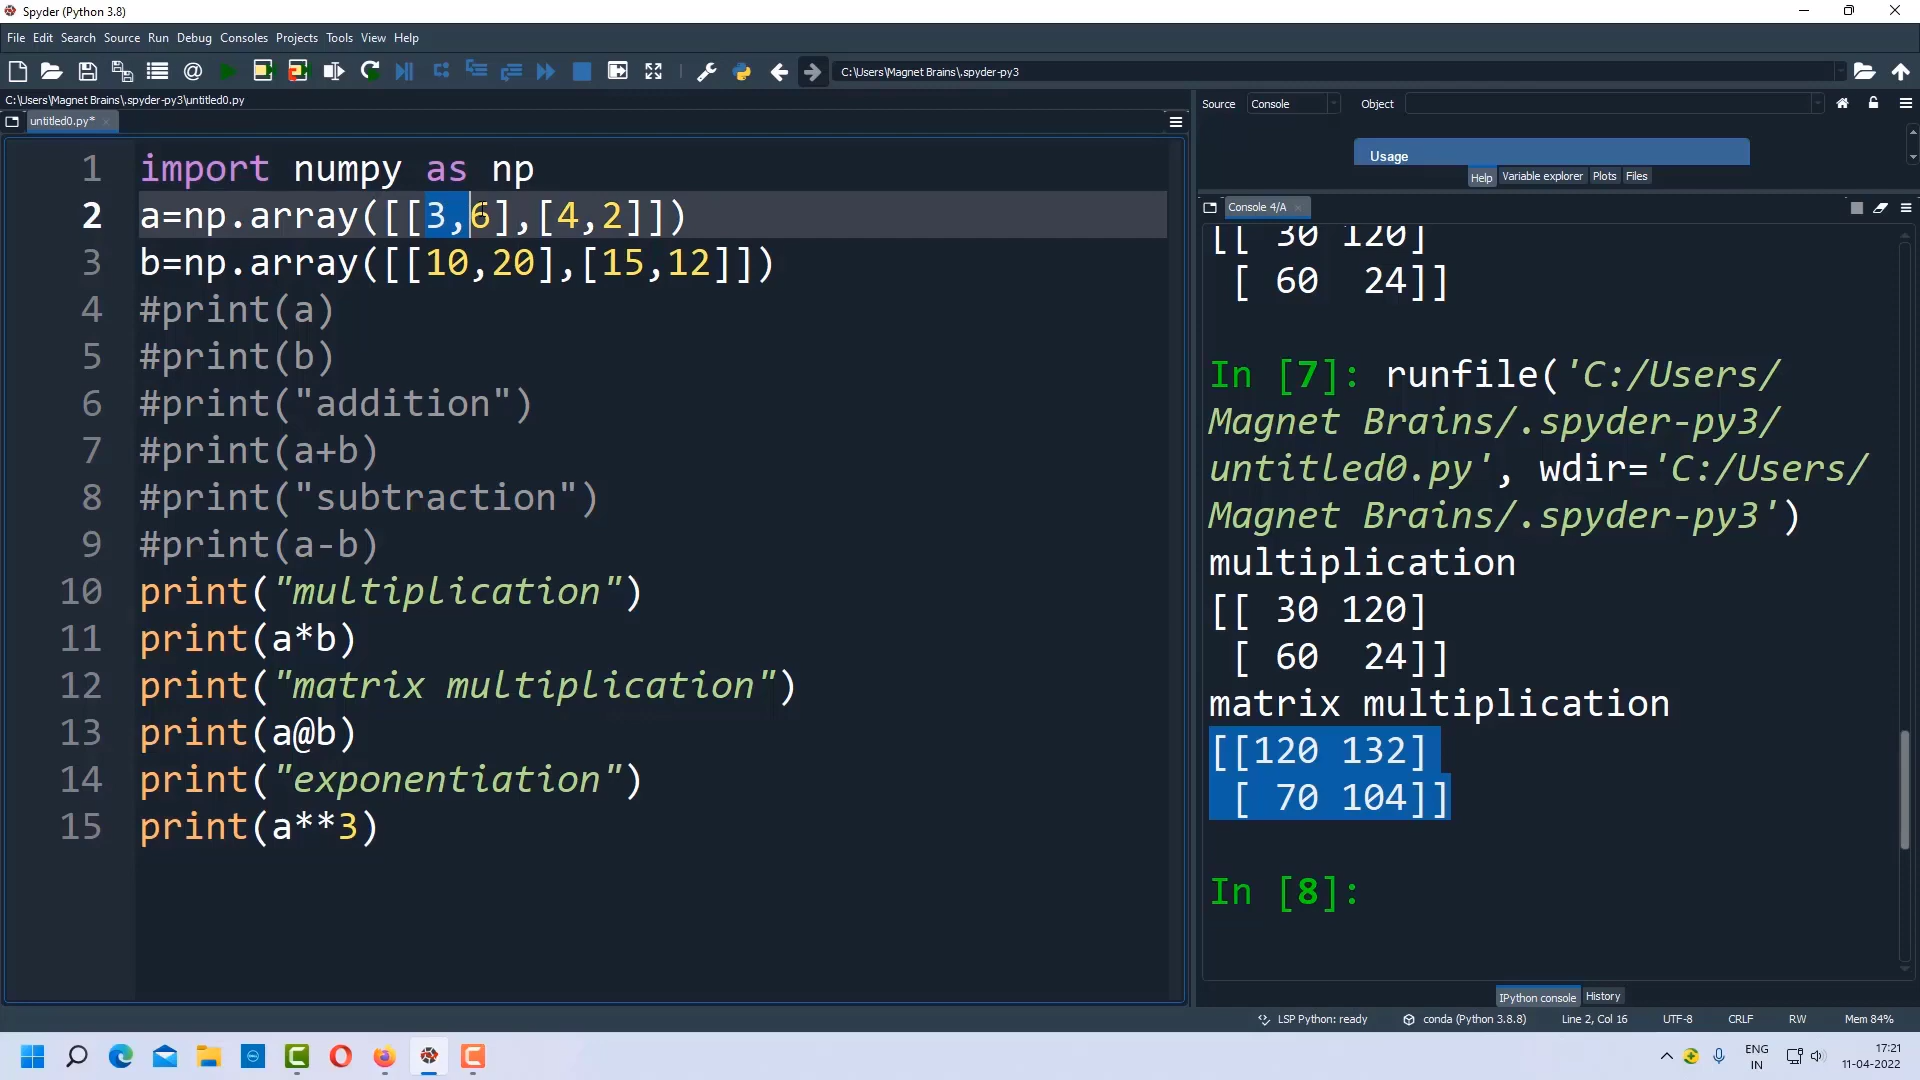 Spyder (Python 3.8)
File Edit Search Source Run Debug Consoles Projects Tools View Help
C:\Users\Magnet Brains\.spyder-py3
C:\Users\Magnet Brains\.spyder-py3\untitled0.py
untitled0.py*
1 import numpy as np
2 a=np.array([[3,6],[4,2]])
3 b=np.array([[10,20],[15,12]])
4 #print(a)
5 #print(b)
6 #print("addition")
7 #print(a+b)
8 #print("subtraction")
9 #print(a-b)
10 print("multiplication")
11 print(a*b)
12 print("matrix multiplication")
13 print(a@b)
14 print("exponentiation")
15 print(a**3)
Source Console Object
Usage
Help Variable explorer Plots Files
Console 4/A
[[ 30 120]
[ 60 24]]
In [7]: runfile('C:/Users/
Magnet Brains/.spyder-py3/
untitled0.py', wdir='C:/Users/
Magnet Brains/.spyder-py3')
multiplication
[[ 30 120]
[ 60 24]]
matrix multiplication
[[120 132]
[ 70 104]]
In [8]:
IPython console History
LSP Python: ready conda (Python 3.8.8) Line 2, Col 16 UTF-8 CRLF RW Mem 84%
ENG
IN
17:21
11-04-2022